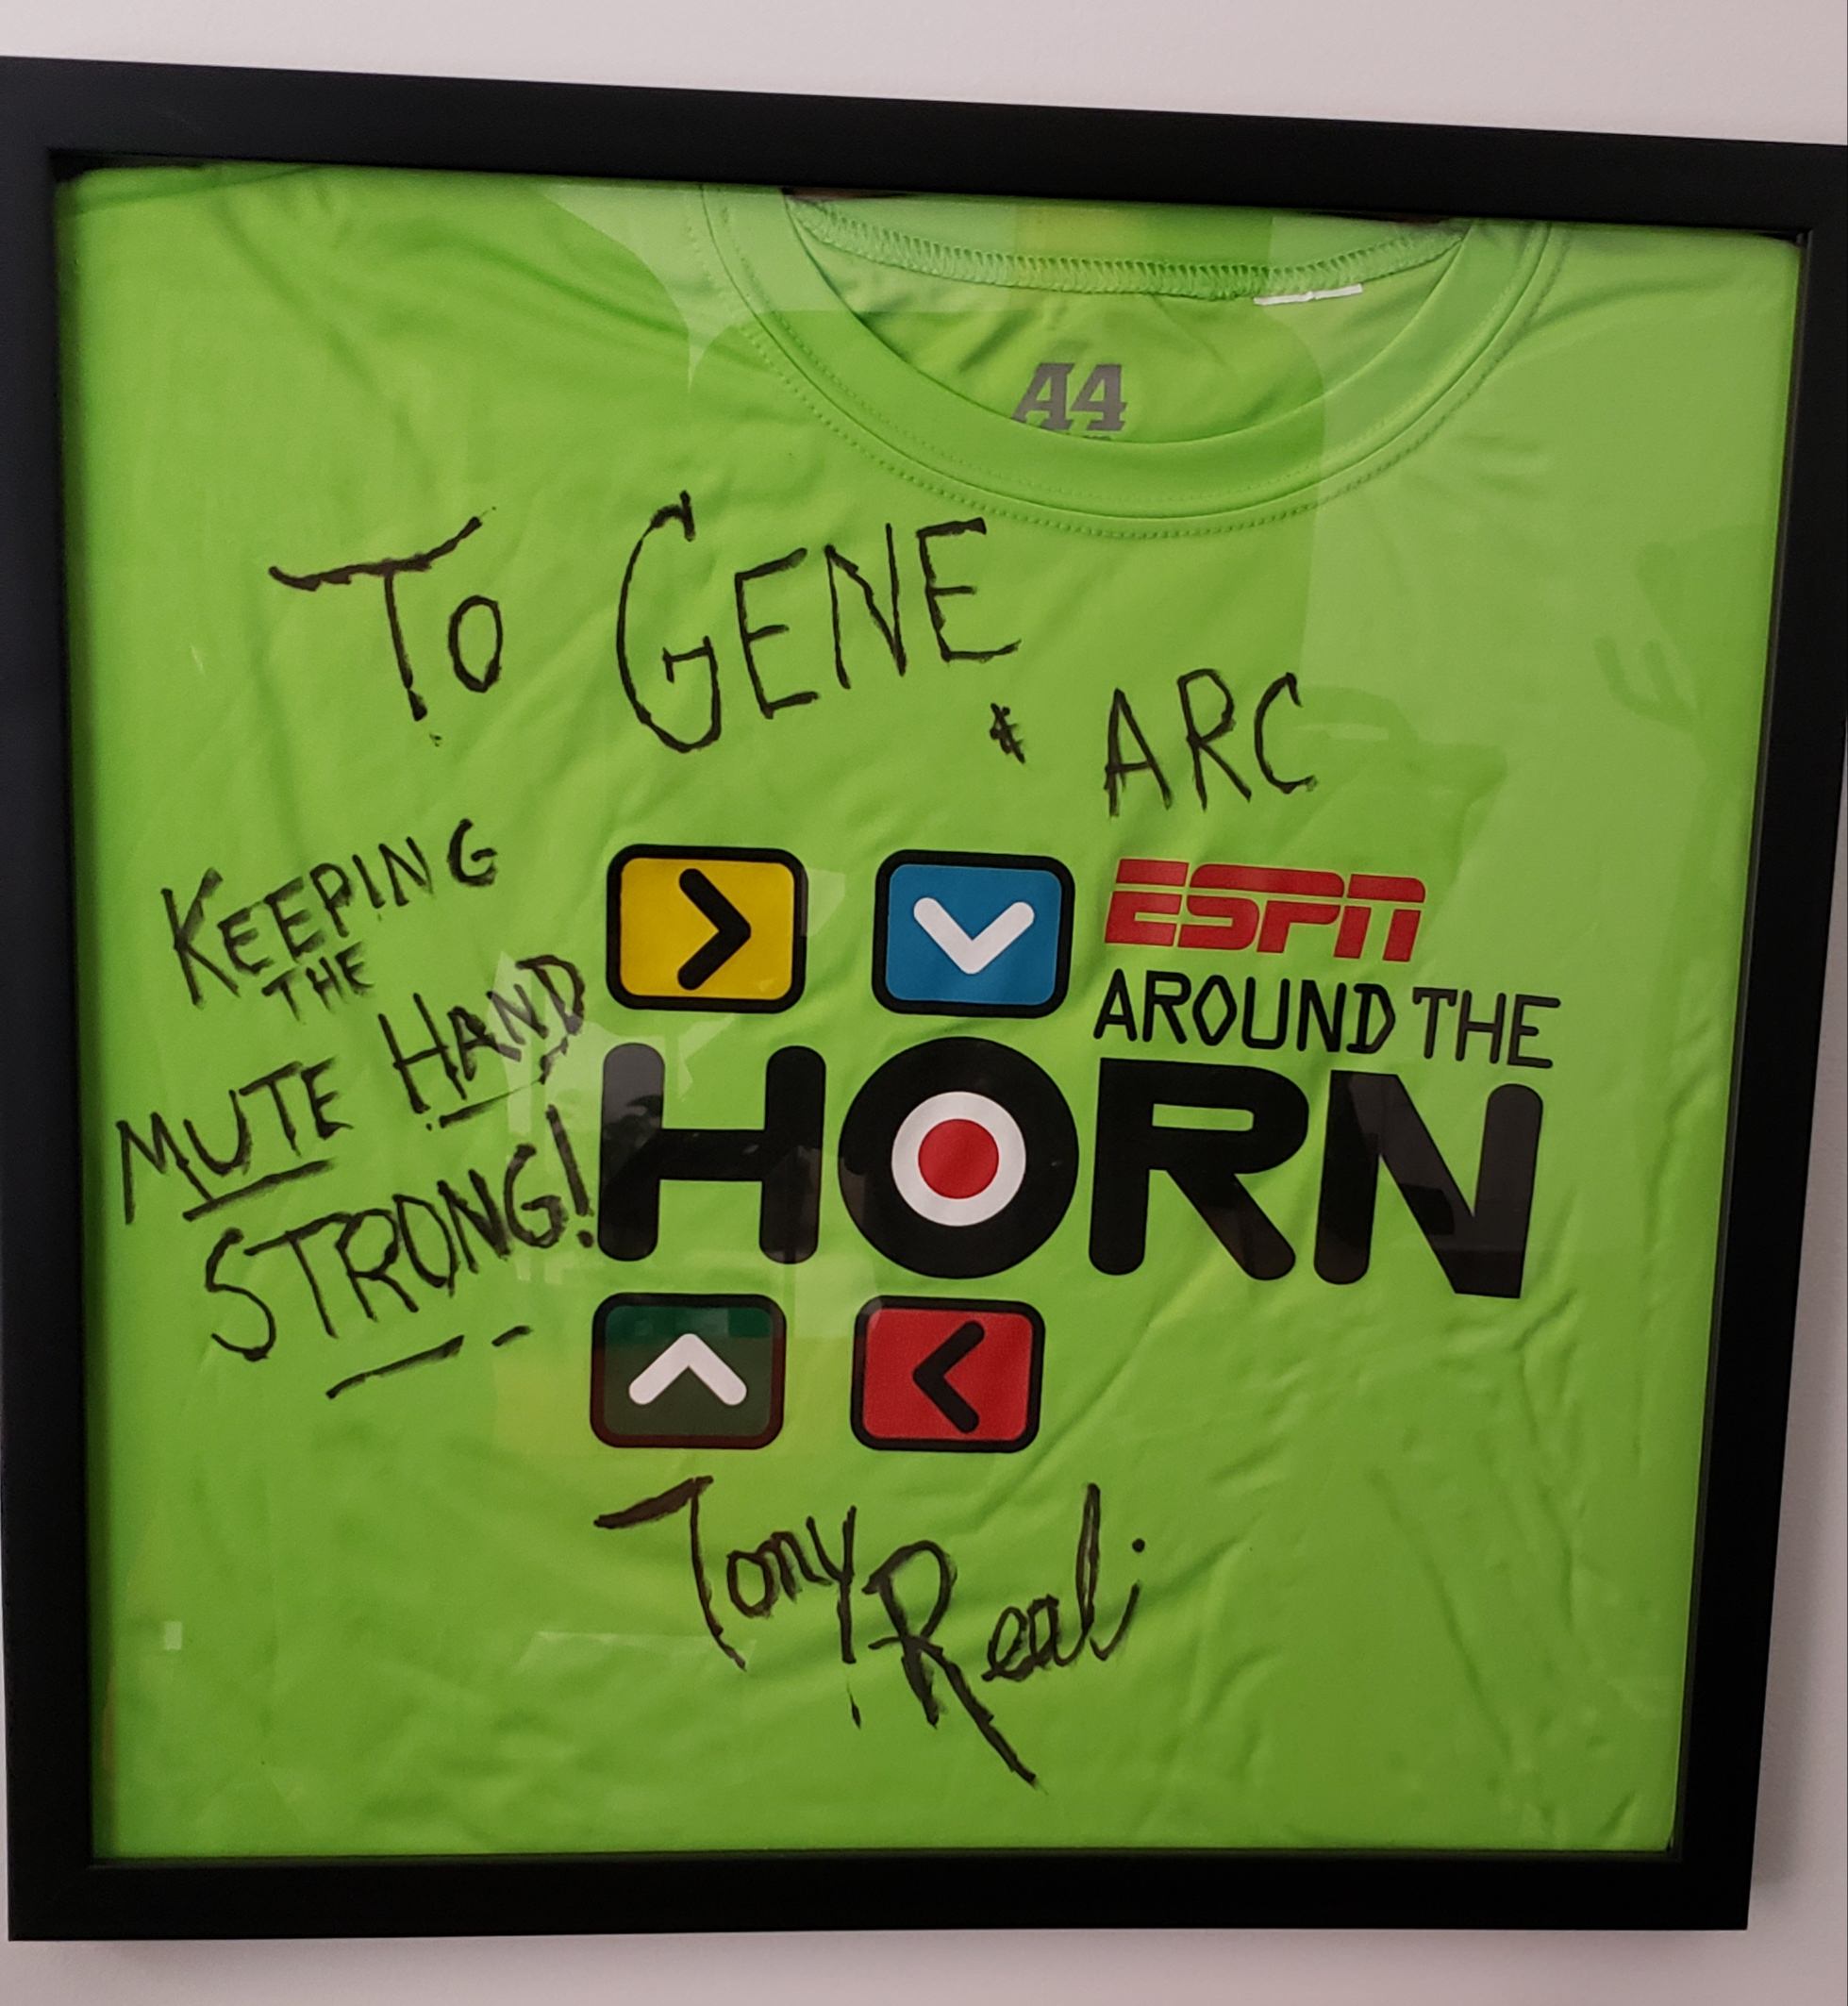 A4
TO GENE
& ARC
KEEPING
THE
MUTE HAND
STRONG!
ESPN
AROUND THE
HORN
Tony Reali